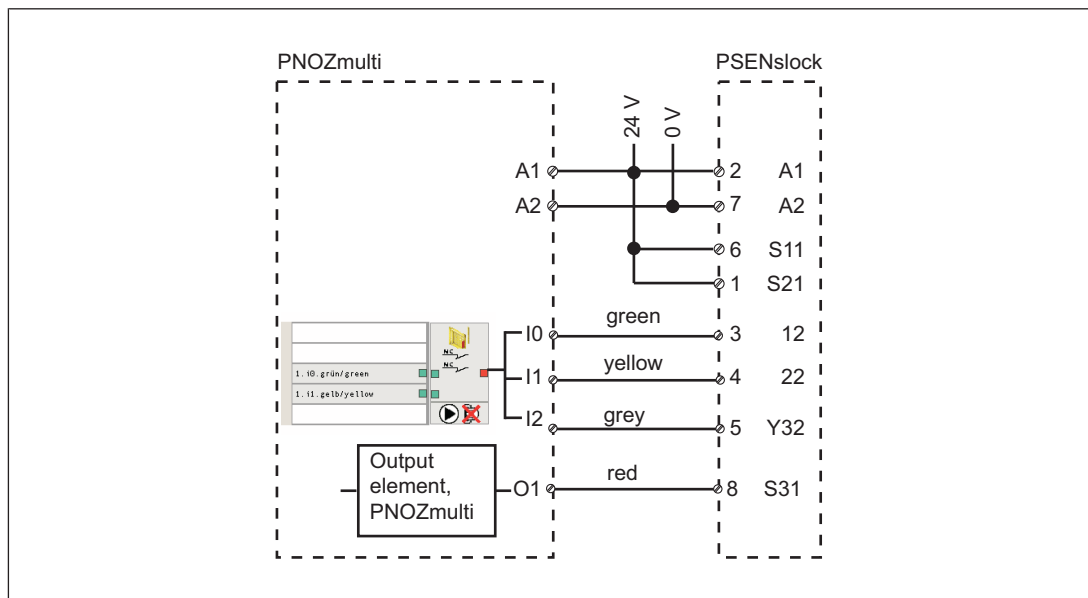 PNOZmulti
PSENslock
24 V
0 V
A1
2 A1
A2
7 A2
6 S11
1 S21
I0
green
3 12
I1
yellow
4 22
I2
grey
5 Y32
NC
NC
1.i0.grün/green
1.i1.gelb/yellow
Output
element,
PNOZmulti
O1
red
8 S31